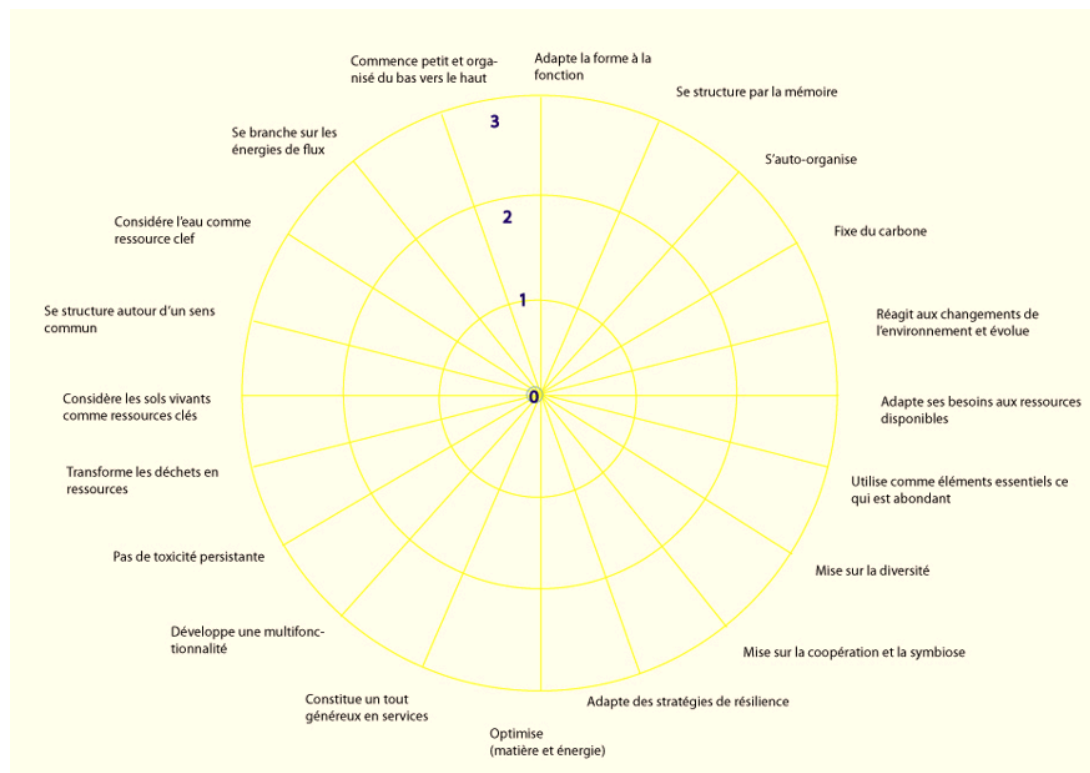 Commence petit et orga-
nisé du bas vers le haut
Adapte la forme à la
fonction
Se structure par la mémoire
S'auto-organise
Fixe du carbone
Réagit aux changements de
l'environnement et évolue
Adapte ses besoins aux ressources
disponibles
Utilise comme éléments essentiels ce
qui est abondant
Mise sur la diversité
Mise sur la coopération et la symbiose
Adapte des stratégies de résilience
Optimise
(matière et énergie)
Constitue un tout
généreux en services
Développe une multifonc-
tionnalité
Pas de toxicité persistante
Transforme les déchets en
ressources
Considère les sols vivants
comme ressources clés
Se structure autour d'un sens
commun
Considére l'eau comme
ressource clef
Se branche sur les
énergies de flux
3
2
1
0